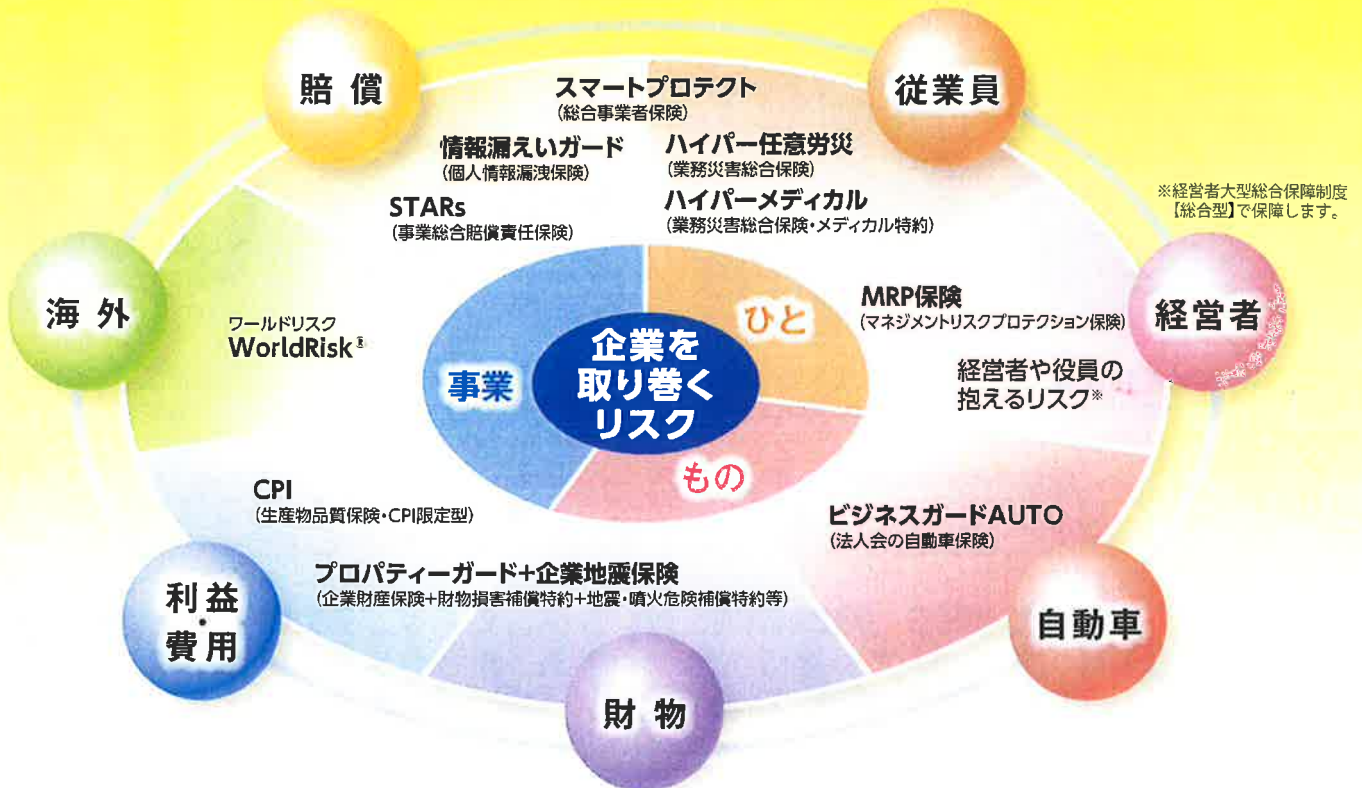 賠償
従業員
スマートプロテクト
(総合事業者保険)
情報漏えいガード
(個人情報漏洩保険)
ハイパー任意労災
(業務災害総合保険)
STARs
(事業総合賠償責任保険)
ハイパーメディカル
(業務災害総合保険・メディカル特約)
※経営者大型総合保障制度
【総合型】で保障します。
海外
ワールドリスク
WorldRisk®
ひと
MRP保険
(マネジメントリスクプロテクション保険)
経営者
企業を
取り巻く
リスク
事業
経営者や役員の
抱えるリスク※
もの
CPI
(生産物品質保険・CPI限定型)
ビジネスガードAUTO
(法人会の自動車保険)
プロパティーガード+企業地震保険
(企業財産保険+財物損害補償特約+地震・噴火危険補償特約等)
利益
・
費用
自動車
財物